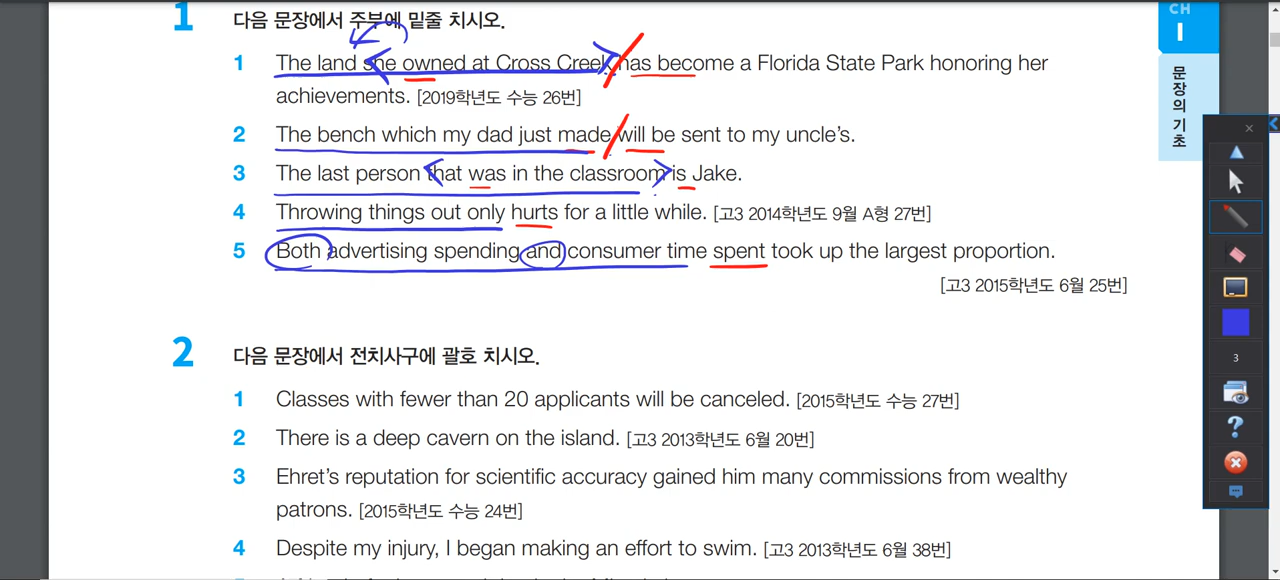 CH
I
문장의 기초
1 다음 문장에서 주부에 밑줄 치시오.
1 The land she owned at Cross Creek has become a Florida State Park honoring her
achievements. [2019학년도 수능 26번]
2 The bench which my dad just made will be sent to my uncle's.
3 The last person that was in the classroom is Jake.
4 Throwing things out only hurts for a little while. [고3 2014학년도 9월 A형 27번]
5 Both advertising spending and consumer time spent took up the largest proportion.
[고3 2015학년도 6월 25번]
2 다음 문장에서 전치사구에 괄호 치시오.
1 Classes with fewer than 20 applicants will be canceled. [2015학년도 수능 27번]
2 There is a deep cavern on the island. [고3 2013학년도 6월 20번]
3 Ehret's reputation for scientific accuracy gained him many commissions from wealthy
patrons. [2015학년도 수능 24번]
4 Despite my injury, I began making an effort to swim. [고3 2013학년도 6월 38번]
3